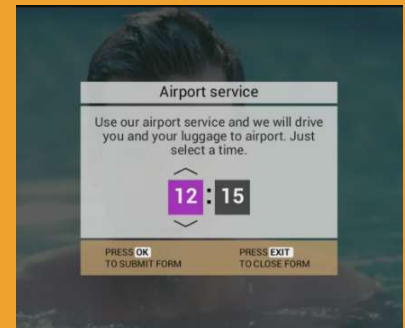 Airport service
Use our airport service and we will drive
you and your luggage to airport. Just
select a time.
12:15
PRESS OK
TO SUBMIT FORM
PRESS EXIT
TO CLOSE FORM